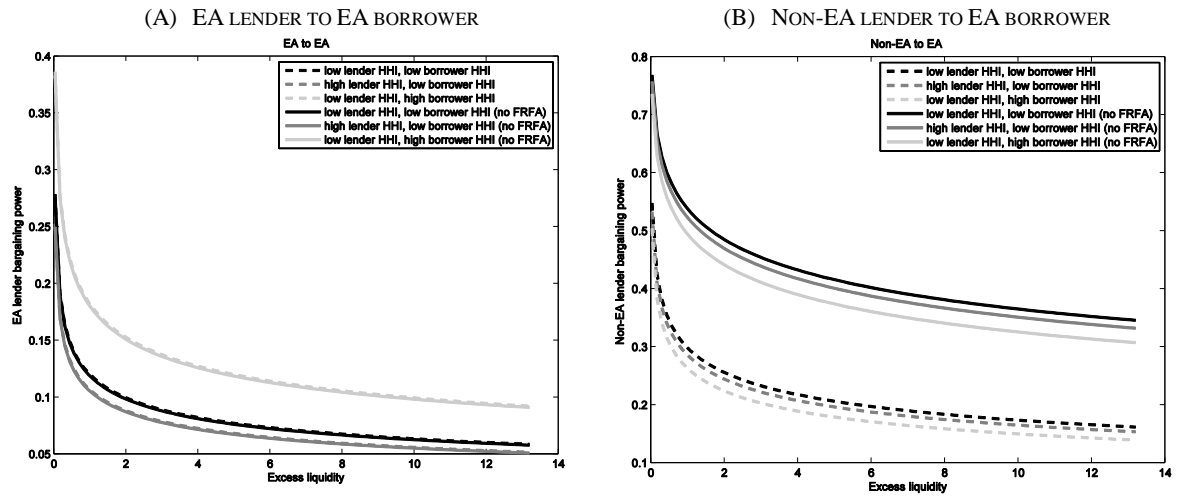 (A) EA LENDER TO EA BORROWER
EA to EA
0.4
0.35
0.3
0.25
0.2
0.15
0.1
0.05
EA lender bargaining power
low lender HHI, low borrower HHI
high lender HHI, low borrower HHI
low lender HHI, high borrower HHI
low lender HHI, low borrower HHI (no FRFA)
high lender HHI, low borrower HHI (no FRFA)
low lender HHI, high borrower HHI (no FRFA)
0 2 4 6 8 10 12 14
Excess liquidity
(B) NON-EA LENDER TO EA BORROWER
Non-EA to EA
0.8
0.7
0.6
0.5
0.4
0.3
0.2
0.1
Non-EA lender bargaining power
low lender HHI, low borrower HHI
high lender HHI, low borrower HHI
low lender HHI, high borrower HHI
low lender HHI, low borrower HHI (no FRFA)
high lender HHI, low borrower HHI (no FRFA)
low lender HHI, high borrower HHI (no FRFA)
0 2 4 6 8 10 12 14
Excess liquidity